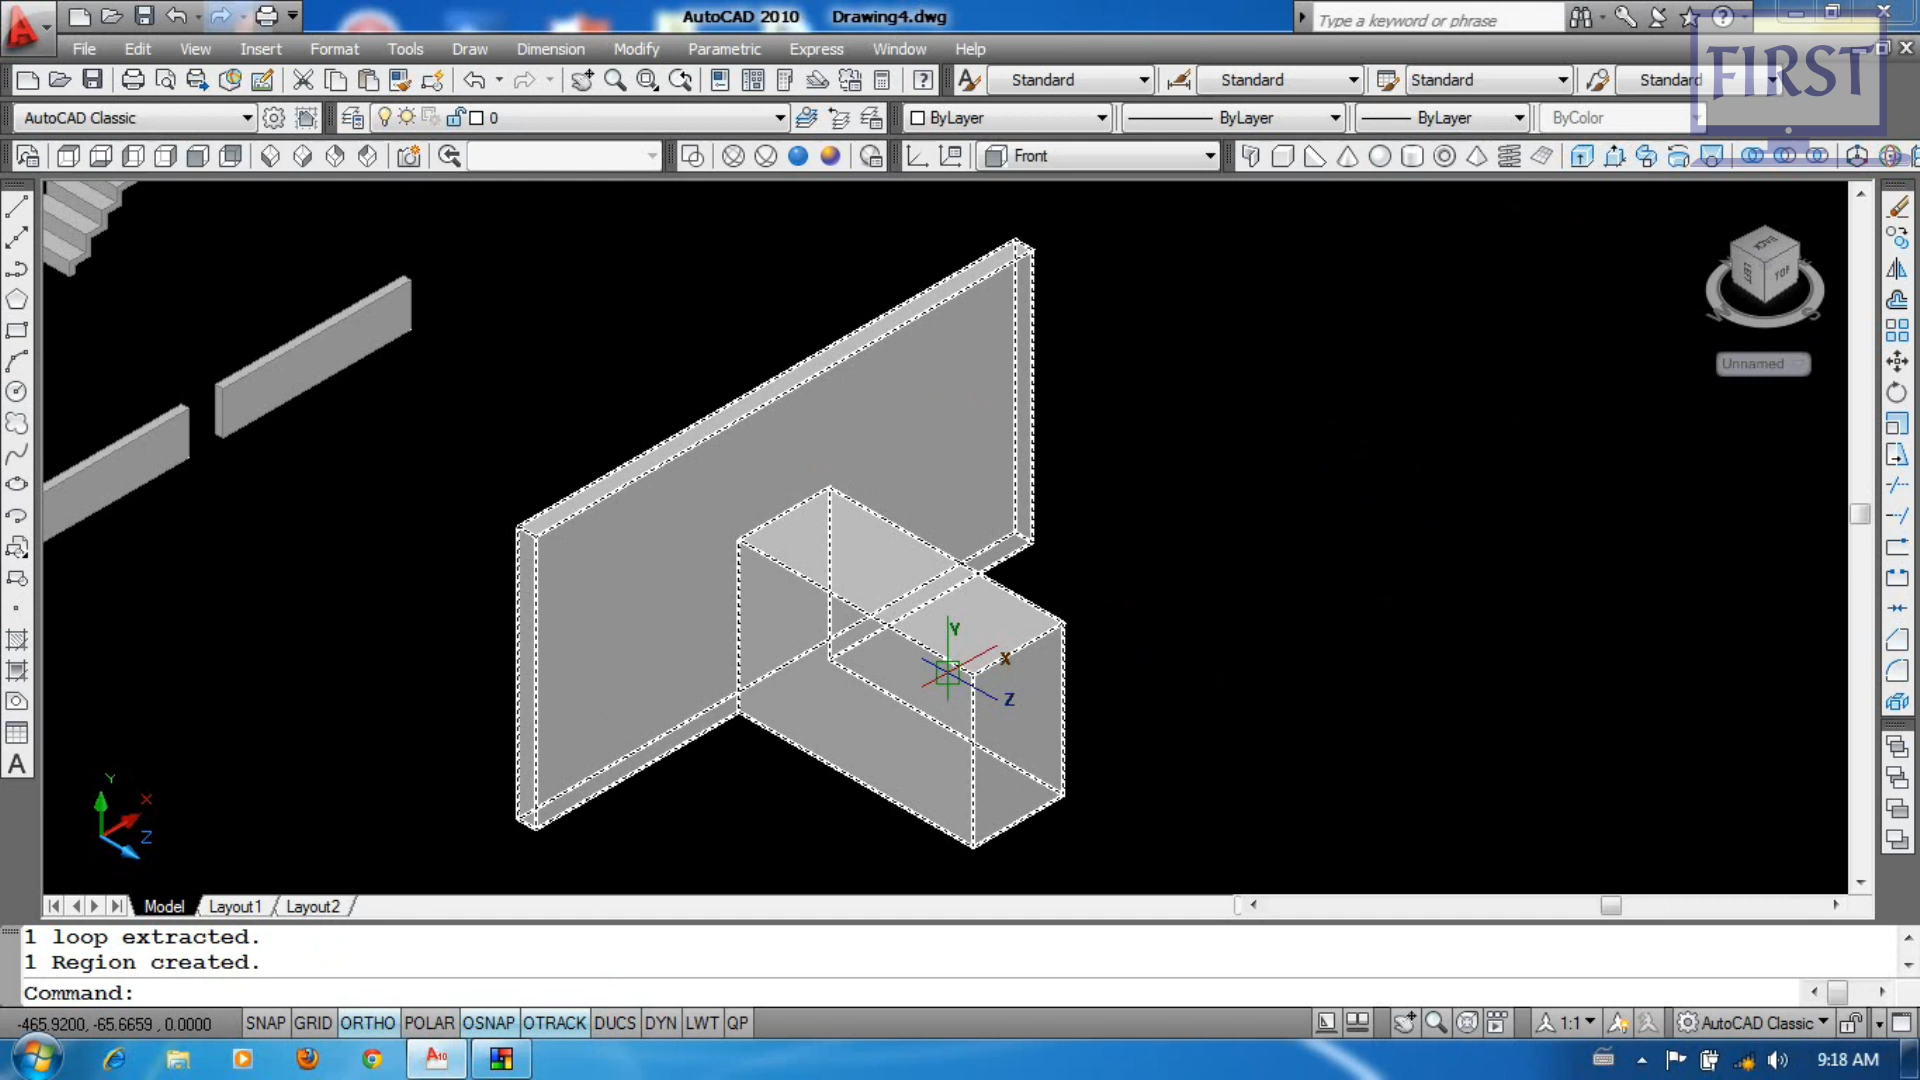 AutoCAD 2010 Drawing4.dwg
Type a keyword or phrase
FIRST
File Edit View Insert Format Tools Draw Dimension Modify Parametric Express Window Help
Standard Standard Standard Standard
AutoCAD Classic 0 ByLayer ByLayer ByLayer ByColor
Front
BACK
LEFT TOP
W S
Unnamed
Y
X
Z
Y
X
Z
A
Model Layout1 Layout2
1 loop extracted.
1 Region created.
Command:
-465.9200, -65.6659 , 0.0000 SNAP GRID ORTHO POLAR OSNAP OTRACK DUCS DYN LWT QP 1:1 AutoCAD Classic
9:18 AM